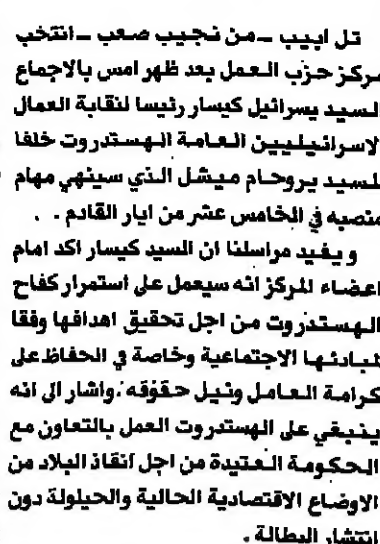 تل ابيب ـ من نجيب صعب ـ انتخب
مركز حزب العمل بعد ظهر امس بالاجماع
السيد يسرائيل كيسار رئيسا لنقابة العمال
الاسرائيليين العامة الهستدروت خلفا
للسيد يروحام ميشل الذي سينهي مهام
منصبه في الخامس عشر من ايار القادم .
ويفيد مراسلنا ان السيد كيسار اكد امام
اعضاء المركز انه سيعمل على استمرار كفاح
الهستدروت من اجل تحقيق اهدافها وفقا
لمبادئها الاجتماعية وخاصة في الحفاظ على
كرامة العامل ونيل حقوقه .واشار الى انه
ينبغي على الهستدروت العمل بالتعاون مع
الحكومة العتيدة من اجل انقاذ البلاد من
الاوضاع الاقتصادية الحالية والحيلولة دون
انتشار البطالة .